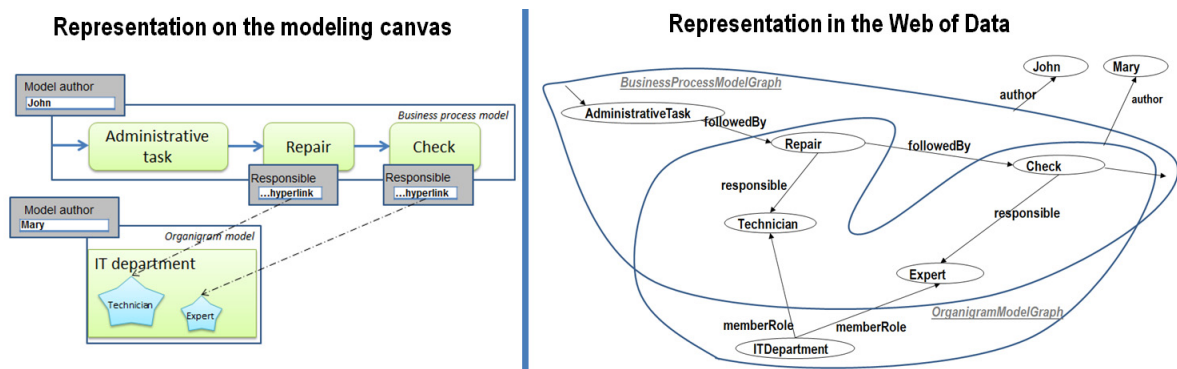 Representation on the modeling canvas
Model author
John
Business process model
Administrative
task
Repair
Check
Responsible
...hyperlink
Responsible
...hyperlink
Model author
Mary
Organigram model
IT department
Technician
Expert
Representation in the Web of Data
BusinessProcessModelGraph
John
Mary
author
author
AdministrativeTask
followedBy
Repair
followedBy
Check
responsible
responsible
Technician
Expert
OrganigramModelGraph
memberRole
memberRole
ITDepartment